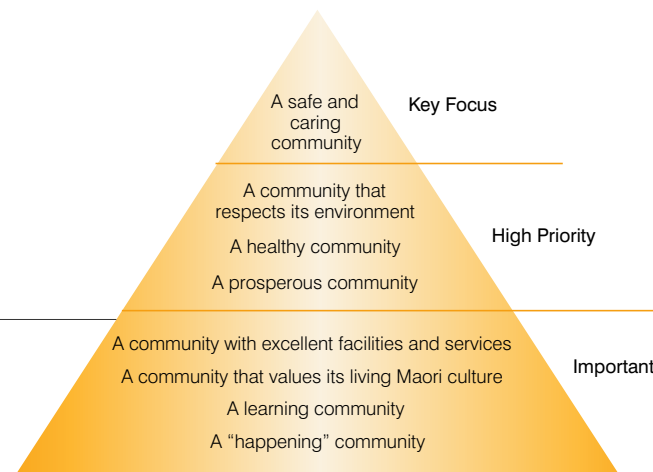 A safe and
caring
community
Key Focus
A community that
respects its environment
A healthy community
A prosperous community
High Priority
A community with excellent facilities and services
A community that values its living Maori culture
A learning community
A “happening” community
Important